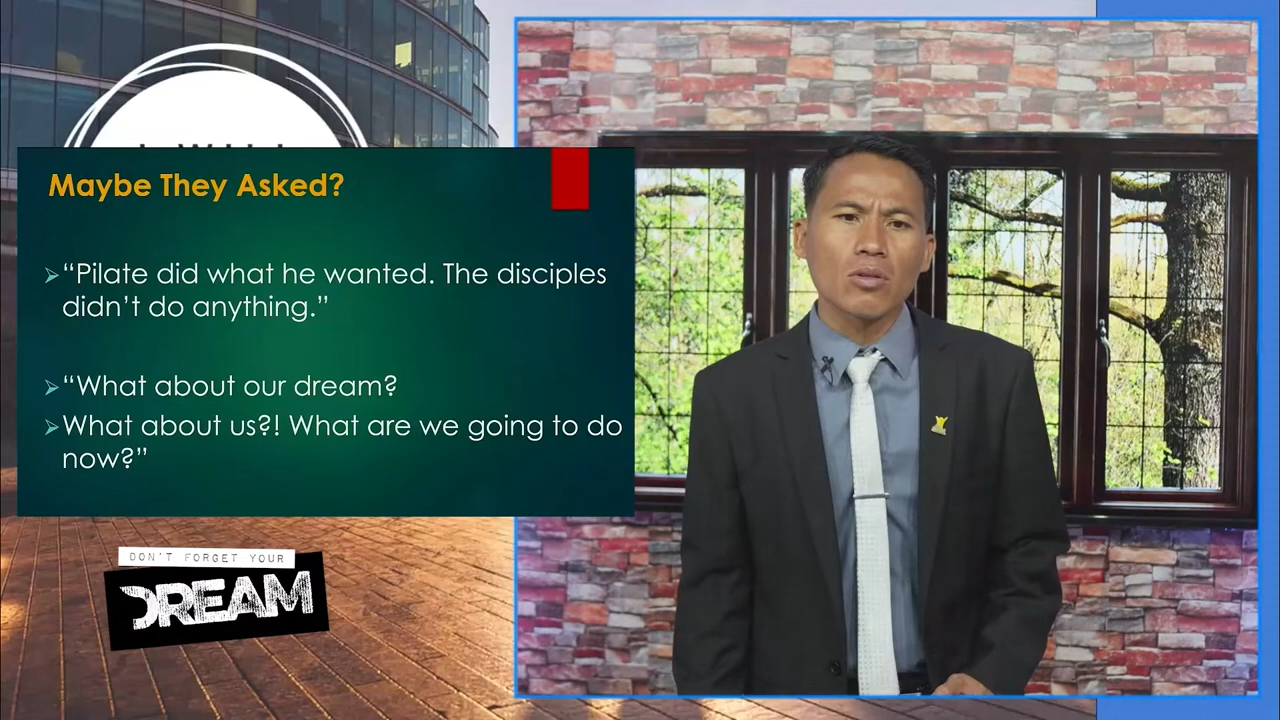 Maybe They Asked?
“Pilate did what he wanted. The disciples
didn’t do anything.”
“What about our dream?
What about us?! What are we going to do
now?”
DON'T FORGET YOUR
DREAM